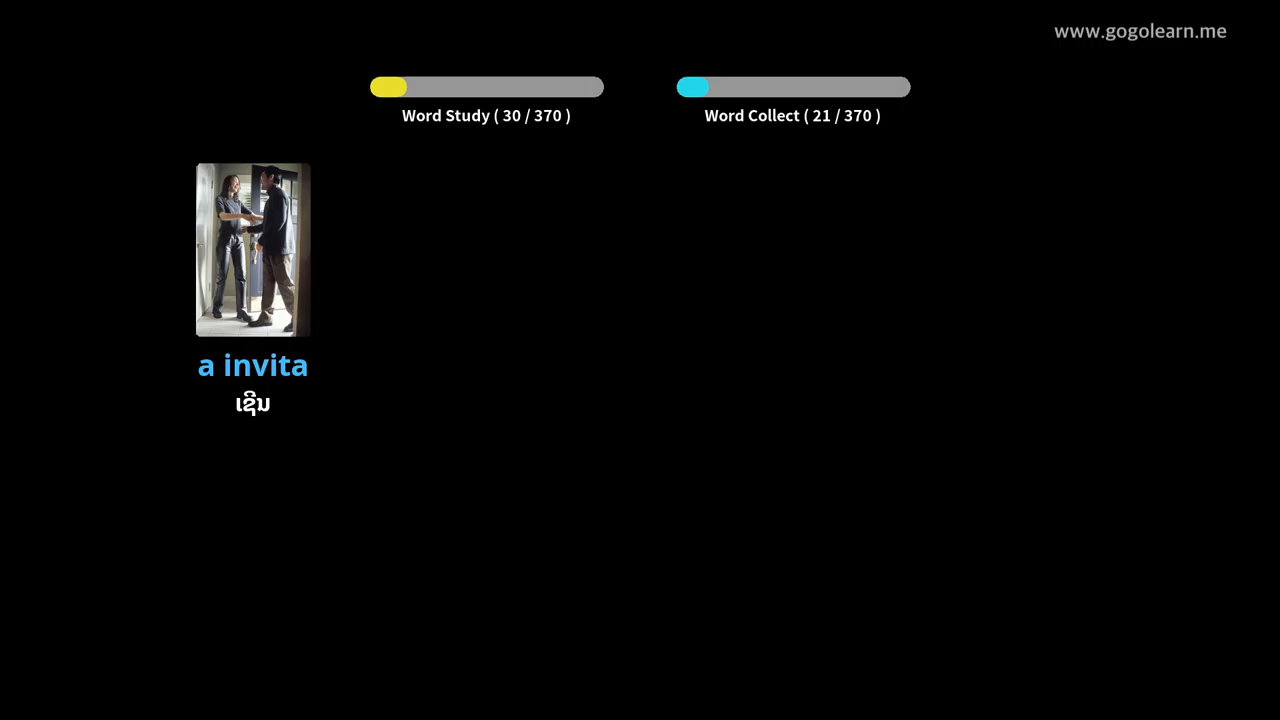 www.gogolearn.me
Word Study ( 30 / 370 )
Word Collect ( 21 / 370 )
a invita
ເຊີນ